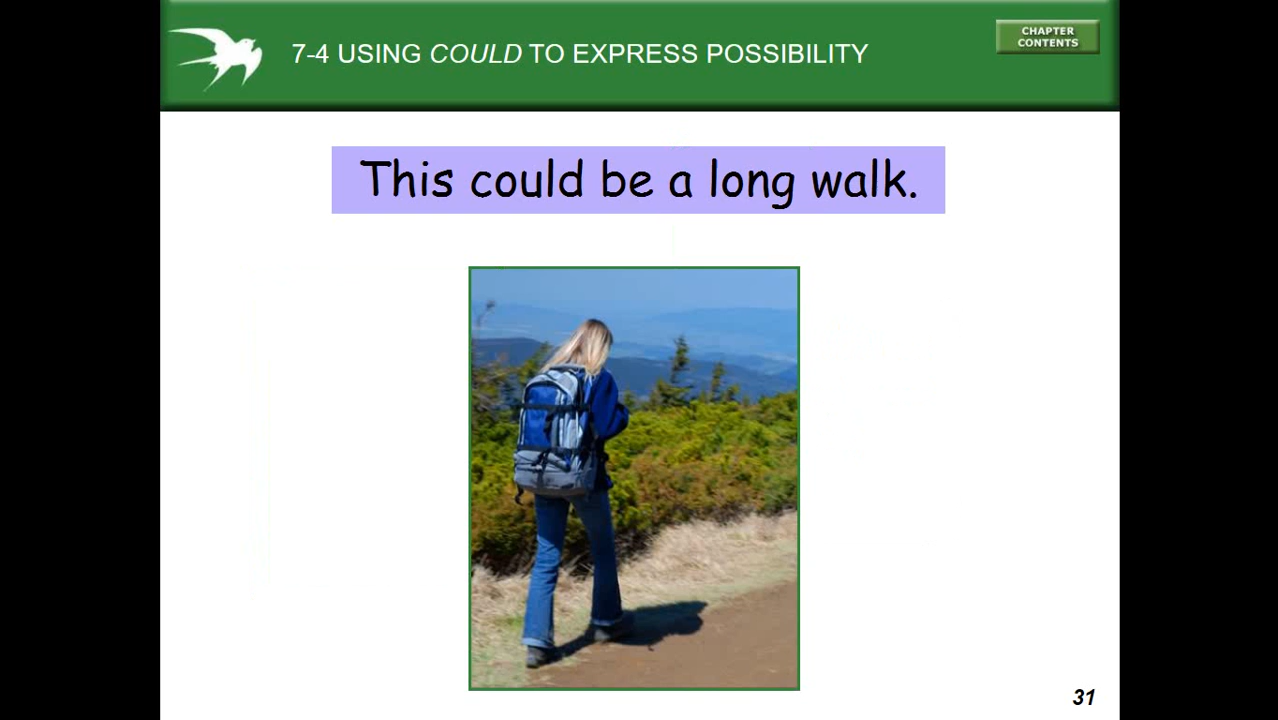 7-4 USING COULD TO EXPRESS POSSIBILITY
CHAPTER
CONTENTS
This could be a long walk.
31